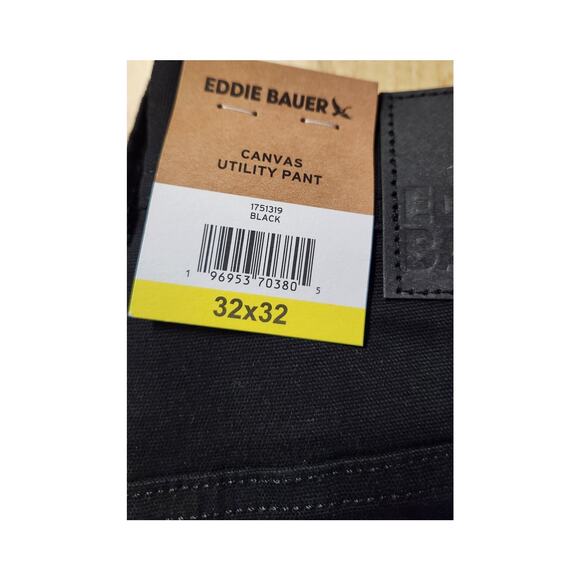 EDDIE BAUER
CANVAS
UTILITY PANT
1751319
BLACK
1 96953 70380 5
32x32